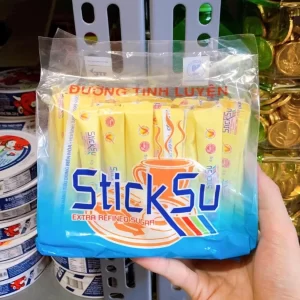 ĐƯỜNG TINH LUYỆN
StickSu
EXTRA REFINED SUGAR